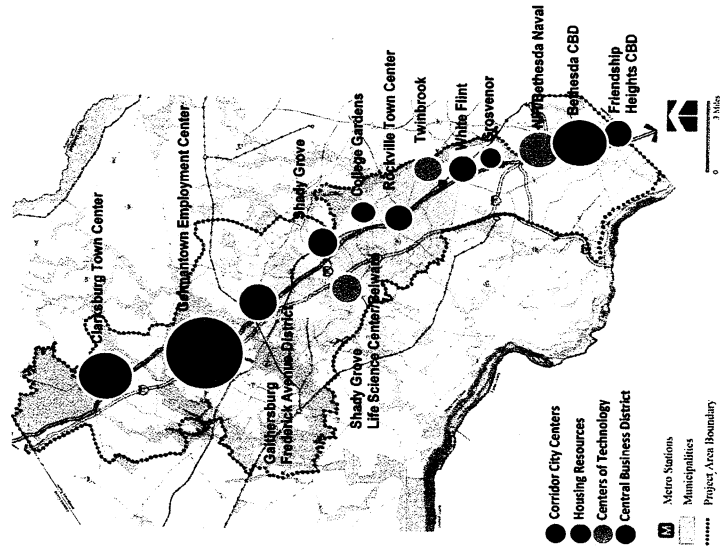 Clarksburg Town Center
Germantown Employment Center
Gaithersburg
Frederick Avenue District
Shady Grove
Shady Grove
Life Science Center/Belward
College Gardens
Rockville Town Center
Twinbrook
White Flint
Grosvenor
NIH/Bethesda Naval
Bethesda CBD
Friendship
Heights CBD
Corridor City Centers
Housing Resources
Centers of Technology
Central Business District
M Metro Stations
Municipalities
Project Area Boundary
0 3 Miles